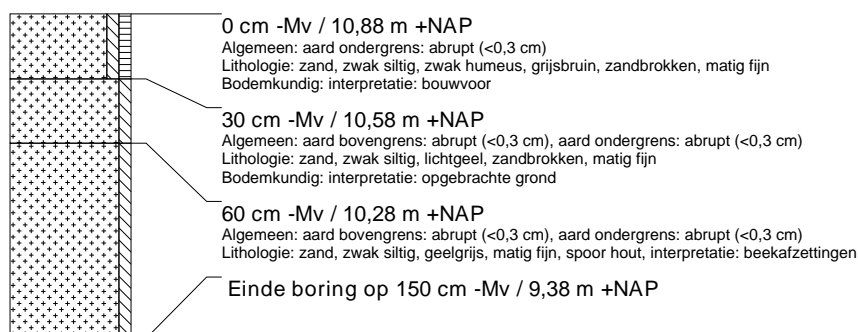 0 cm -Mv / 10,88 m +NAP
Algemeen: aard ondergrens: abrupt (<0,3 cm)
Lithologie: zand, zwak siltig, zwak humeus, grijsbruin, zandbrokken, matig fijn
Bodemkundig: interpretatie: bouwvoor
30 cm -Mv / 10,58 m +NAP
Algemeen: aard bovengrens: abrupt (<0,3 cm), aard ondergrens: abrupt (<0,3 cm)
Lithologie: zand, zwak siltig, lichtgeel, zandbrokken, matig fijn
Bodemkundig: interpretatie: opgebrachte grond
60 cm -Mv / 10,28 m +NAP
Algemeen: aard bovengrens: abrupt (<0,3 cm), aard ondergrens: abrupt (<0,3 cm)
Lithologie: zand, zwak siltig, geelgrijs, matig fijn, spoor hout, interpretatie: beekafzettingen
Einde boring op 150 cm -Mv / 9,38 m +NAP